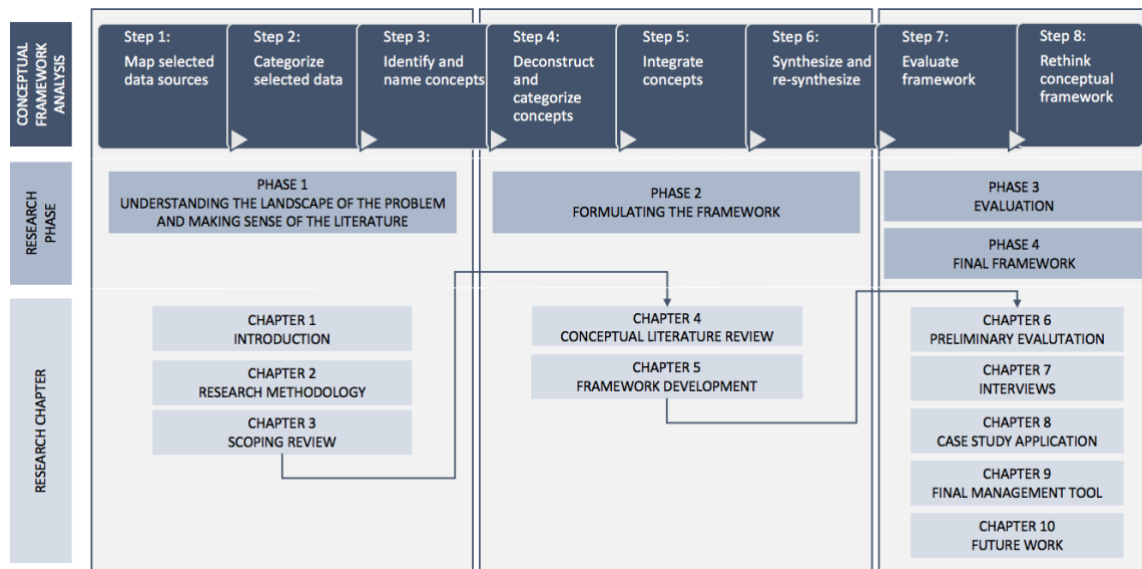 CONCEPTUAL
FRAMEWORK
ANALYSIS
Step 1:
Map selected
data sources
Step 2:
Categorize
selected data
Step 3:
Identify and
name concepts
Step 4:
Deconstruct
and
categorize
concepts
Step 5:
Integrate
concepts
Step 6:
Synthesize and
re-synthesize
Step 7:
Evaluate
framework
Step 8:
Rethink
conceptual
framework
RESEARCH
PHASE
PHASE 1
UNDERSTANDING THE LANDSCAPE OF THE PROBLEM
AND MAKING SENSE OF THE LITERATURE
PHASE 2
FORMULATING THE FRAMEWORK
PHASE 3
EVALUATION
PHASE 4
FINAL FRAMEWORK
RESEARCH CHAPTER
CHAPTER 1
INTRODUCTION
CHAPTER 2
RESEARCH METHODOLOGY
CHAPTER 3
SCOPING REVIEW
CHAPTER 4
CONCEPTUAL LITERATURE REVIEW
CHAPTER 5
FRAMEWORK DEVELOPMENT
CHAPTER 6
PRELIMINARY EVALUTATION
CHAPTER 7
INTERVIEWS
CHAPTER 8
CASE STUDY APPLICATION
CHAPTER 9
FINAL MANAGEMENT TOOL
CHAPTER 10
FUTURE WORK